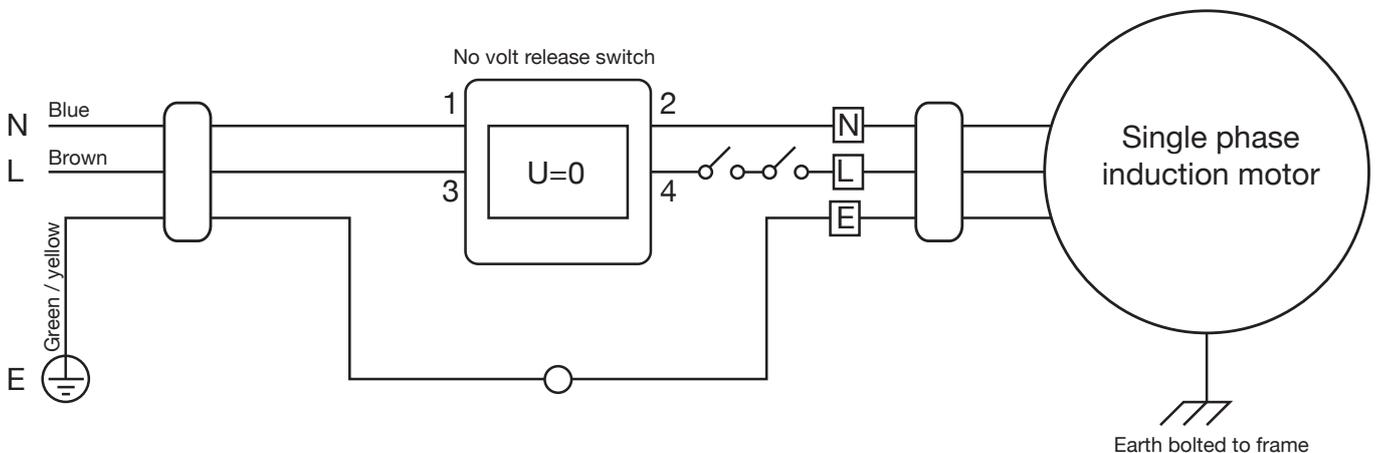 No volt release switch
N
Blue
1
2
N
L
Brown
3
U=0
4
L
Green / yellow
E
E
Single phase
induction motor
Earth bolted to frame